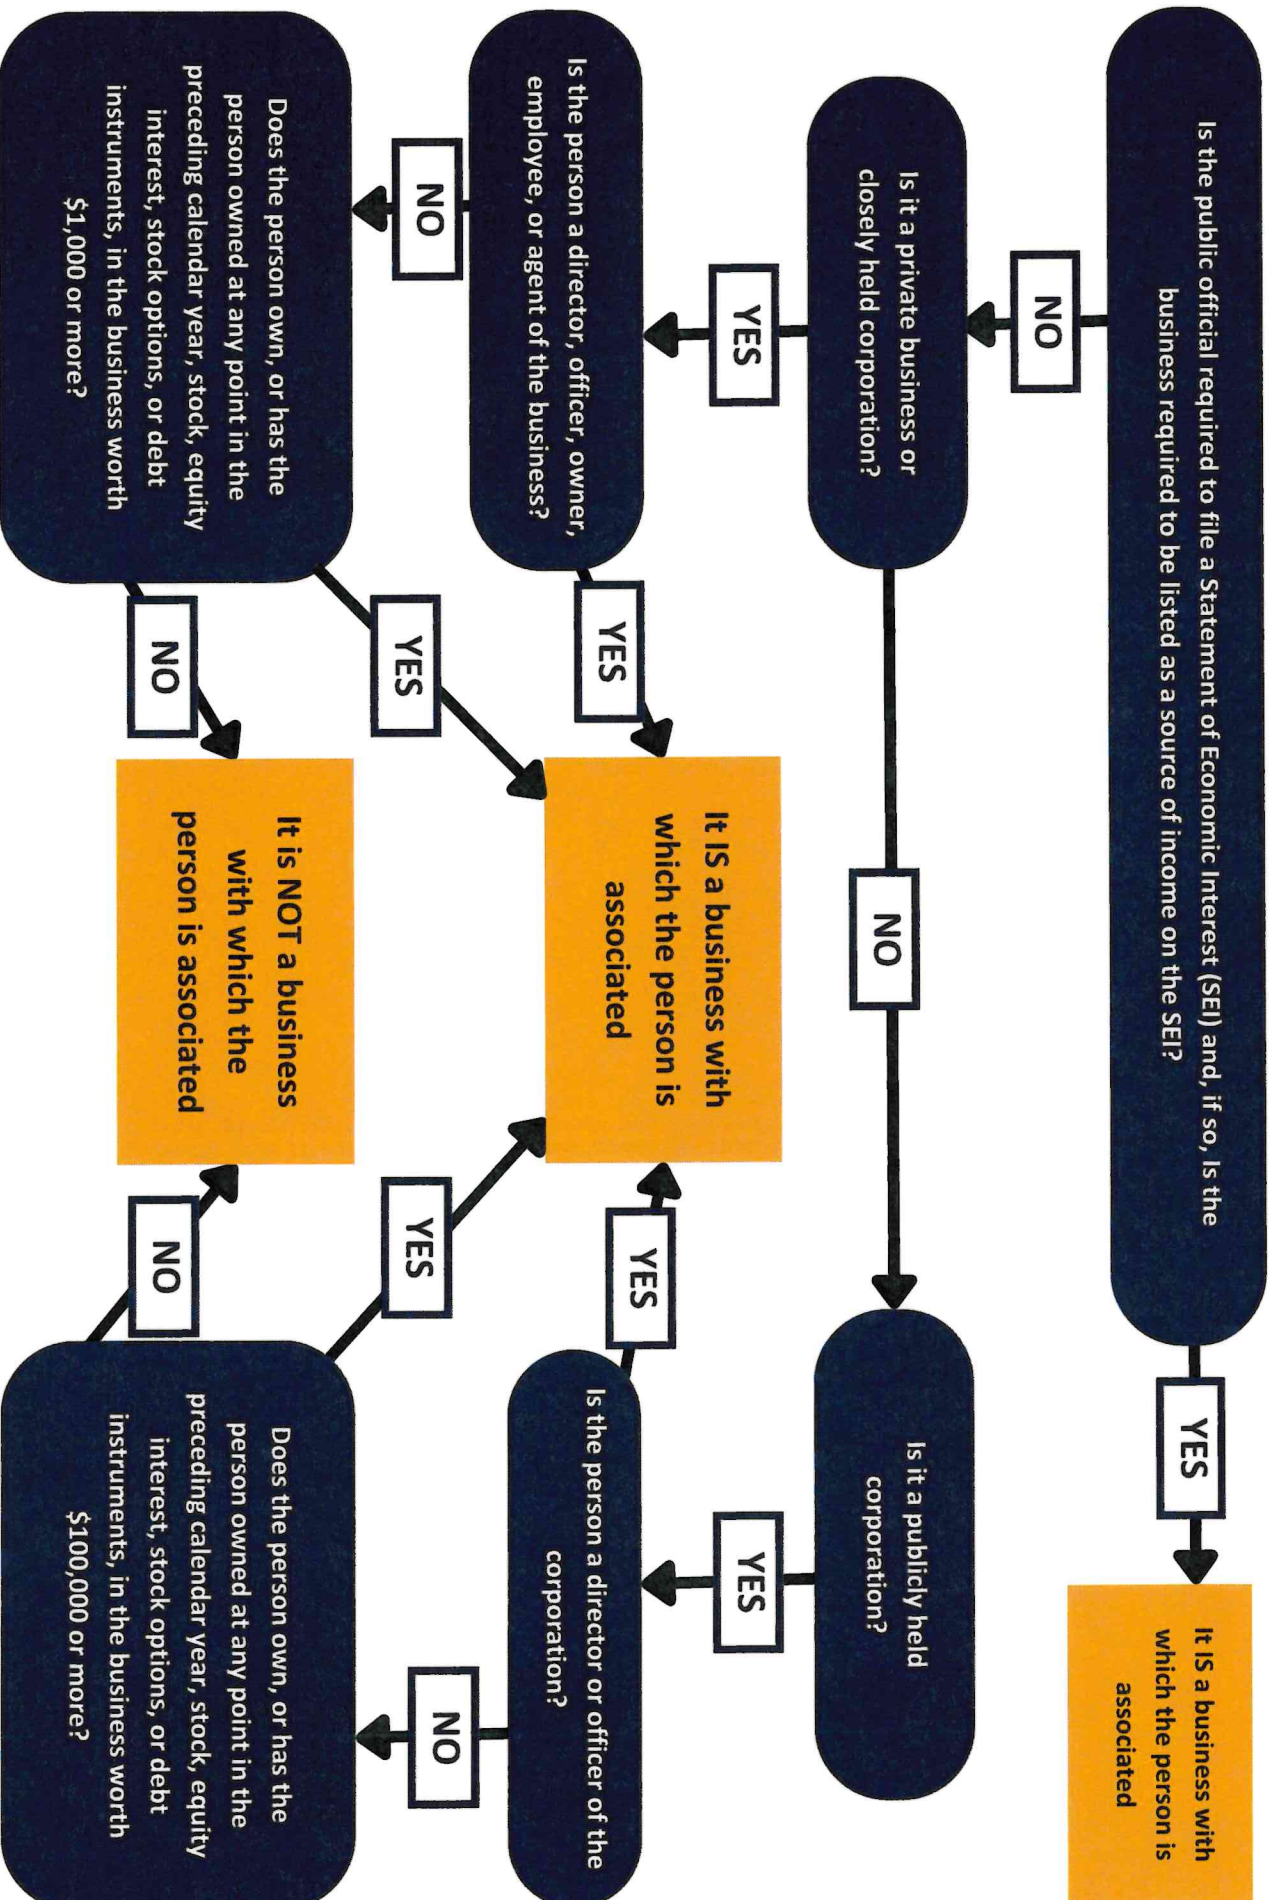 Is the public official required to file a Statement of Economic Interest (SEI) and, if so, Is the
business required to be listed as a source of income on the SEI?
YES
It IS a business with
which the person is
associated
NO
Is it a private business or
closely held corporation?
NO
Is it a publicly held
corporation?
YES
YES
Is the person a director, officer, owner,
employee, or agent of the business?
YES
It IS a business with
which the person is
associated
YES
Is the person a director or officer of the
corporation?
NO
YES
YES
NO
Does the person own, or has the
person owned at any point in the
preceding calendar year, stock, equity
interest, stock options, or debt
instruments, in the business worth
$1,000 or more?
NO
It is NOT a business
with which the
person is associated
NO
Does the person own, or has the
person owned at any point in the
preceding calendar year, stock, equity
interest, stock options, or debt
instruments, in the business worth
$100,000 or more?